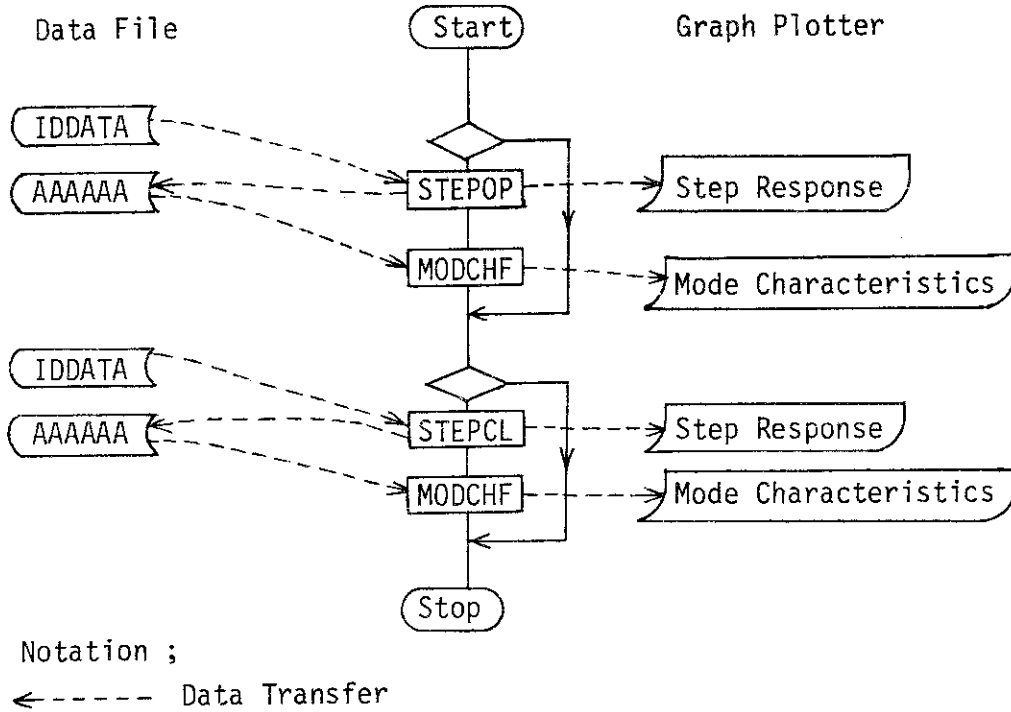 Data File
Start
Graph Plotter
IDDATA
AAAAAA
STEPOP
Step Response
MODCHF
Mode Characteristics
IDDATA
AAAAAA
STEPCL
Step Response
MODCHF
Mode Characteristics
Stop
Notation ;
Data Transfer